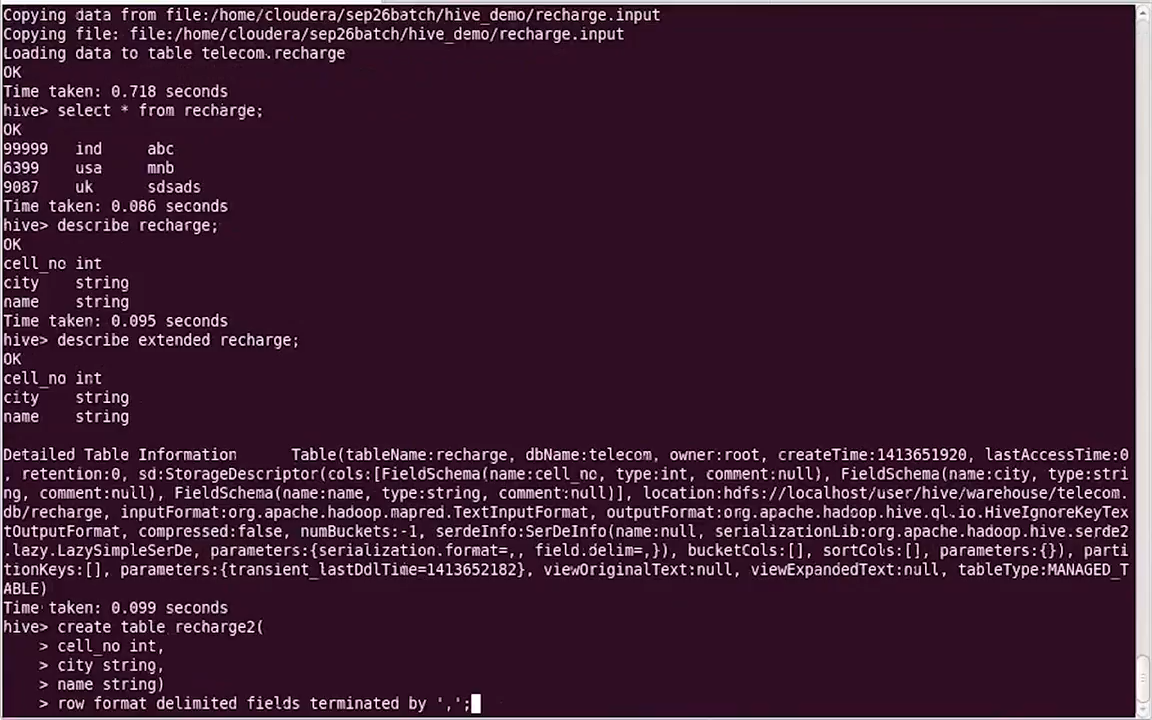 Copying data from file:/home/cloudera/sep26batch/hive_demo/recharge.input
Copying file: file:/home/cloudera/sep26batch/hive_demo/recharge.input
Loading data to table telecom.recharge
OK
Time taken: 0.718 seconds
hive> select * from recharge;
OK
99999   ind     abc
6399    usa     mnb
9087    uk      sdsads
Time taken: 0.086 seconds
hive> describe recharge;
OK
cell_no int
city    string
name    string
Time taken: 0.095 seconds
hive> describe extended recharge;
OK
cell_no int
city    string
name    string
Detailed Table Information      Table(tableName:recharge, dbName:telecom, owner:root, createTime:1413651920, lastAccessTime:0
, retention:0, sd:StorageDescriptor(cols:[FieldSchema(name:cell_no, type:int, comment:null), FieldSchema(name:city, type:stri
ng, comment:null), FieldSchema(name:name, type:string, comment:null)], location:hdfs://localhost/user/hive/warehouse/telecom.
db/recharge, inputFormat:org.apache.hadoop.mapred.TextInputFormat, outputFormat:org.apache.hadoop.hive.ql.io.HiveIgnoreKeyTex
tOutputFormat, compressed:false, numBuckets:-1, serdeInfo:SerDeInfo(name:null, serializationLib:org.apache.hadoop.hive.serde2
.lazy.LazySimpleSerDe, parameters:{serialization.format=,, field.delim=,}), bucketCols:[], sortCols:[], parameters:{}), parti
tionKeys:[], parameters:{transient_lastDdlTime=1413652182}, viewOriginalText:null, viewExpandedText:null, tableType:MANAGED_T
ABLE)
Time taken: 0.099 seconds
hive> create table recharge2(
    > cell_no int,
    > city string,
    > name string)
    > row format delimited fields terminated by ',';